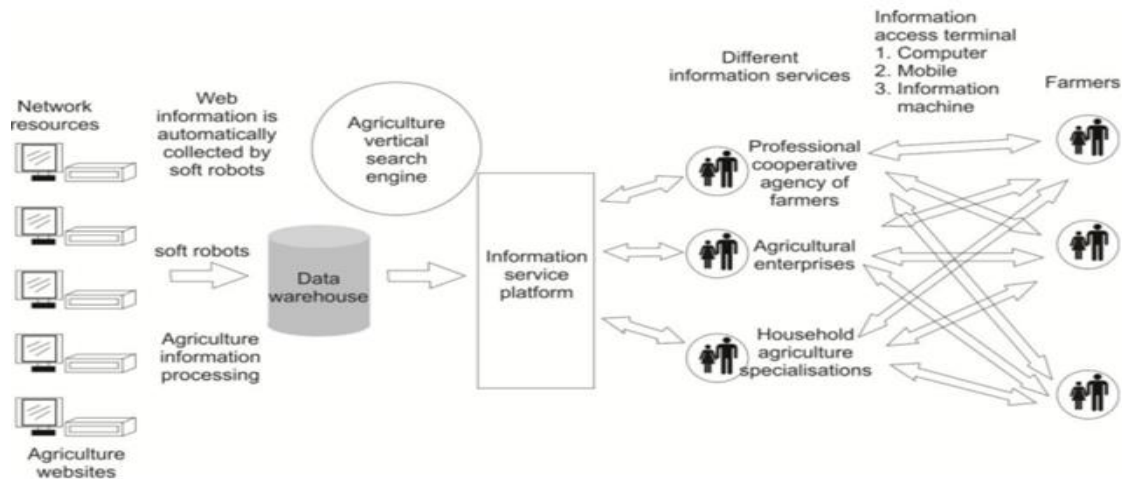 Network
resources
Agriculture
websites
Web
information is
automatically
collected by
soft robots
soft robots
Agriculture
information
processing
Agriculture
vertical
search
engine
Data
warehouse
Information
service
platform
Different
information services
Professional
cooperative
agency of
farmers
Agricultural
enterprises
Household
agriculture
specialisations
Information
access terminal
1. Computer
2. Mobile
3. Information
machine
Farmers